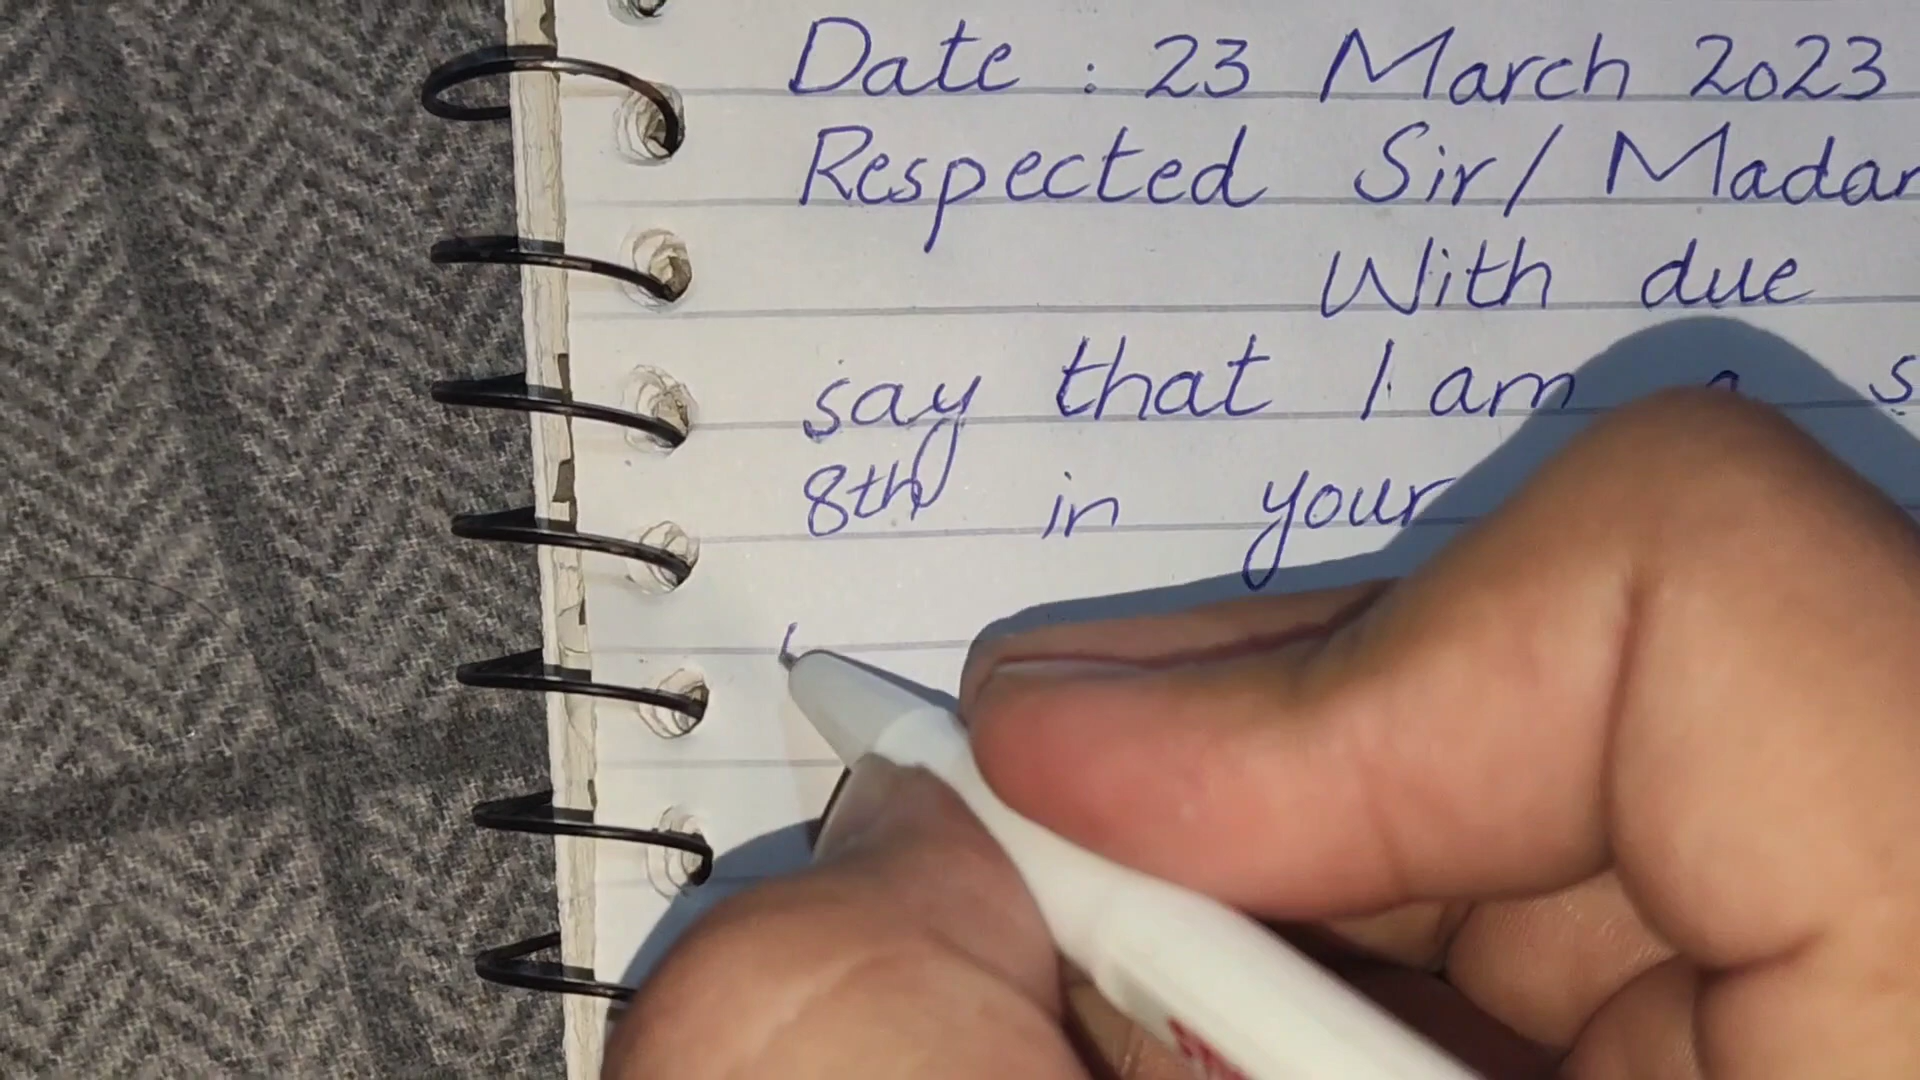 Date : 23 March 2023
Respected Sir/ Madam
With due
say that I am a
8th in your